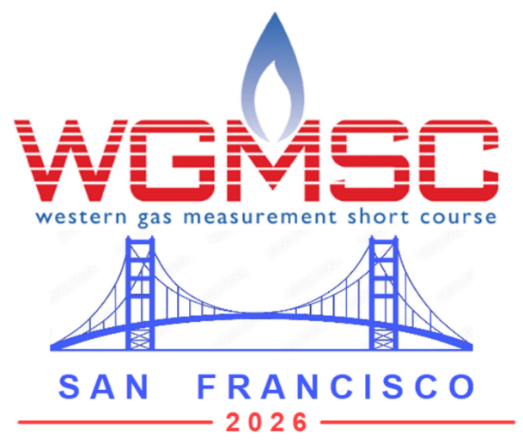 WGMSC
western gas measurement short course
SAN FRANCISCO
2026